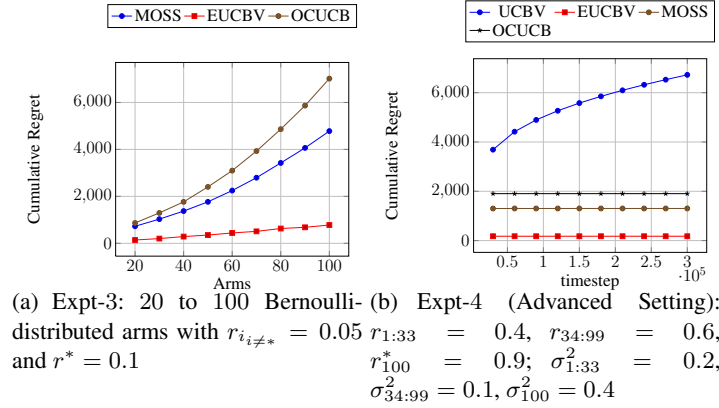 MOSS EUCBV OCUCB
6,000
4,000
2,000
0
Cumulative Regret
20 40 60 80 100
Arms
(a) Expt-3: 20 to 100 Bernoulli-
distributed arms with r_{i_{i≠*}} = 0.05
and r^* = 0.1
UCBV EUCBV MOSS
OCUCB
6,000
4,000
2,000
0
Cumulative Regret
0.5 1 1.5 2 2.5 3
timestep ·10^5
(b) Expt-4 (Advanced Setting):
r_{1:33} = 0.4, r_{34:99} = 0.6,
r^*_{100} = 0.9; σ^2_{1:33} = 0.2,
σ^2_{34:99} = 0.1, σ^2_{100} = 0.4